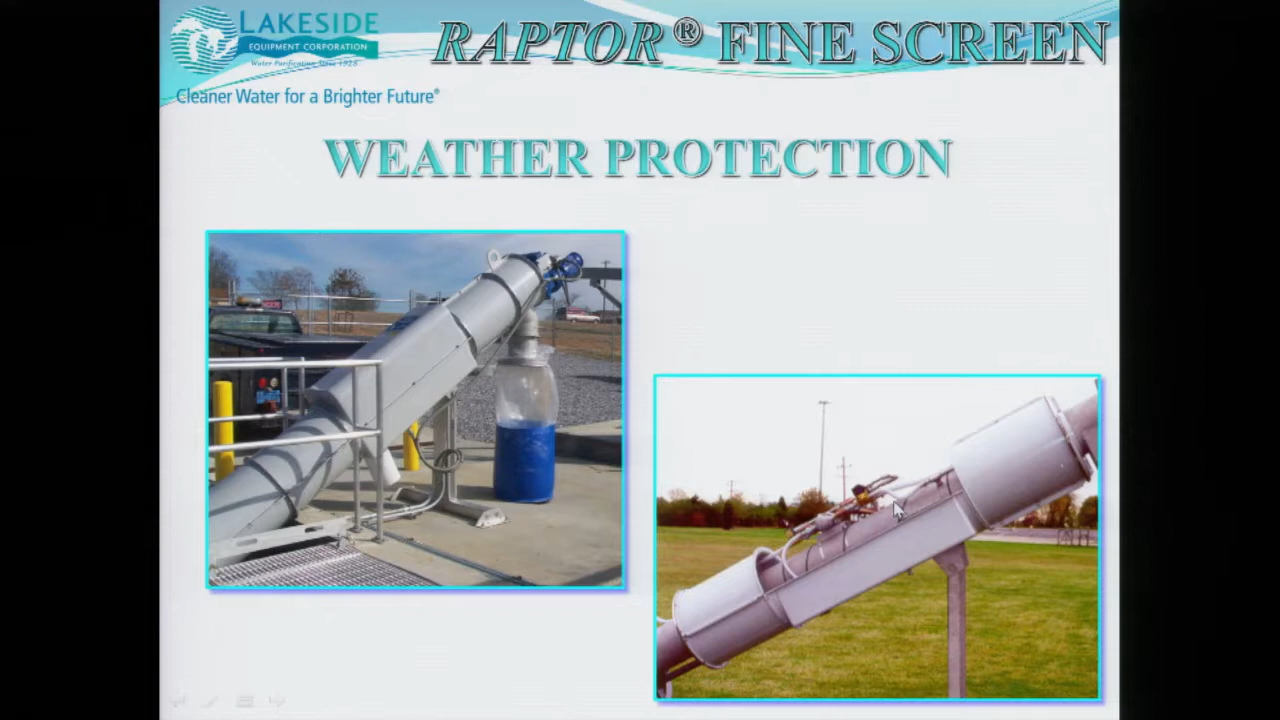 LAKESIDE
EQUIPMENT CORPORATION
Water Purification Since 1928
Cleaner Water for a Brighter Future®
RAPTOR® FINE SCREEN
WEATHER PROTECTION